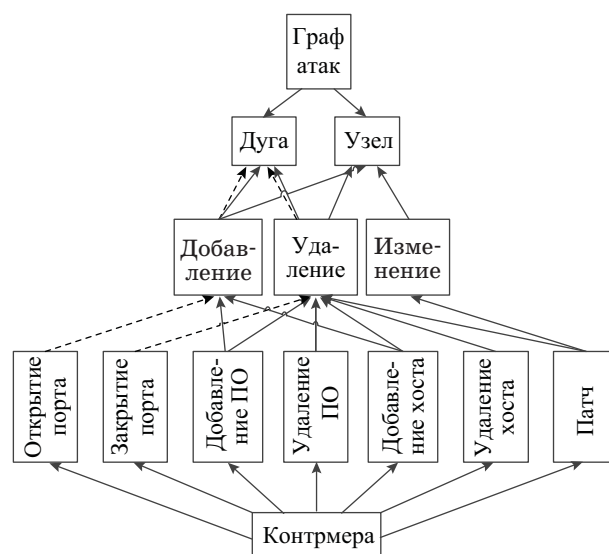 Граф
атак
Дуга
Узел
Добав-
ление
Уда-
ление
Изме-
нение
Открытие
порта
Закрытие
порта
Добавле-
ние ПО
Удаление
ПО
Добавле-
ние хоста
Удаление
хоста
Патч
Контрмера